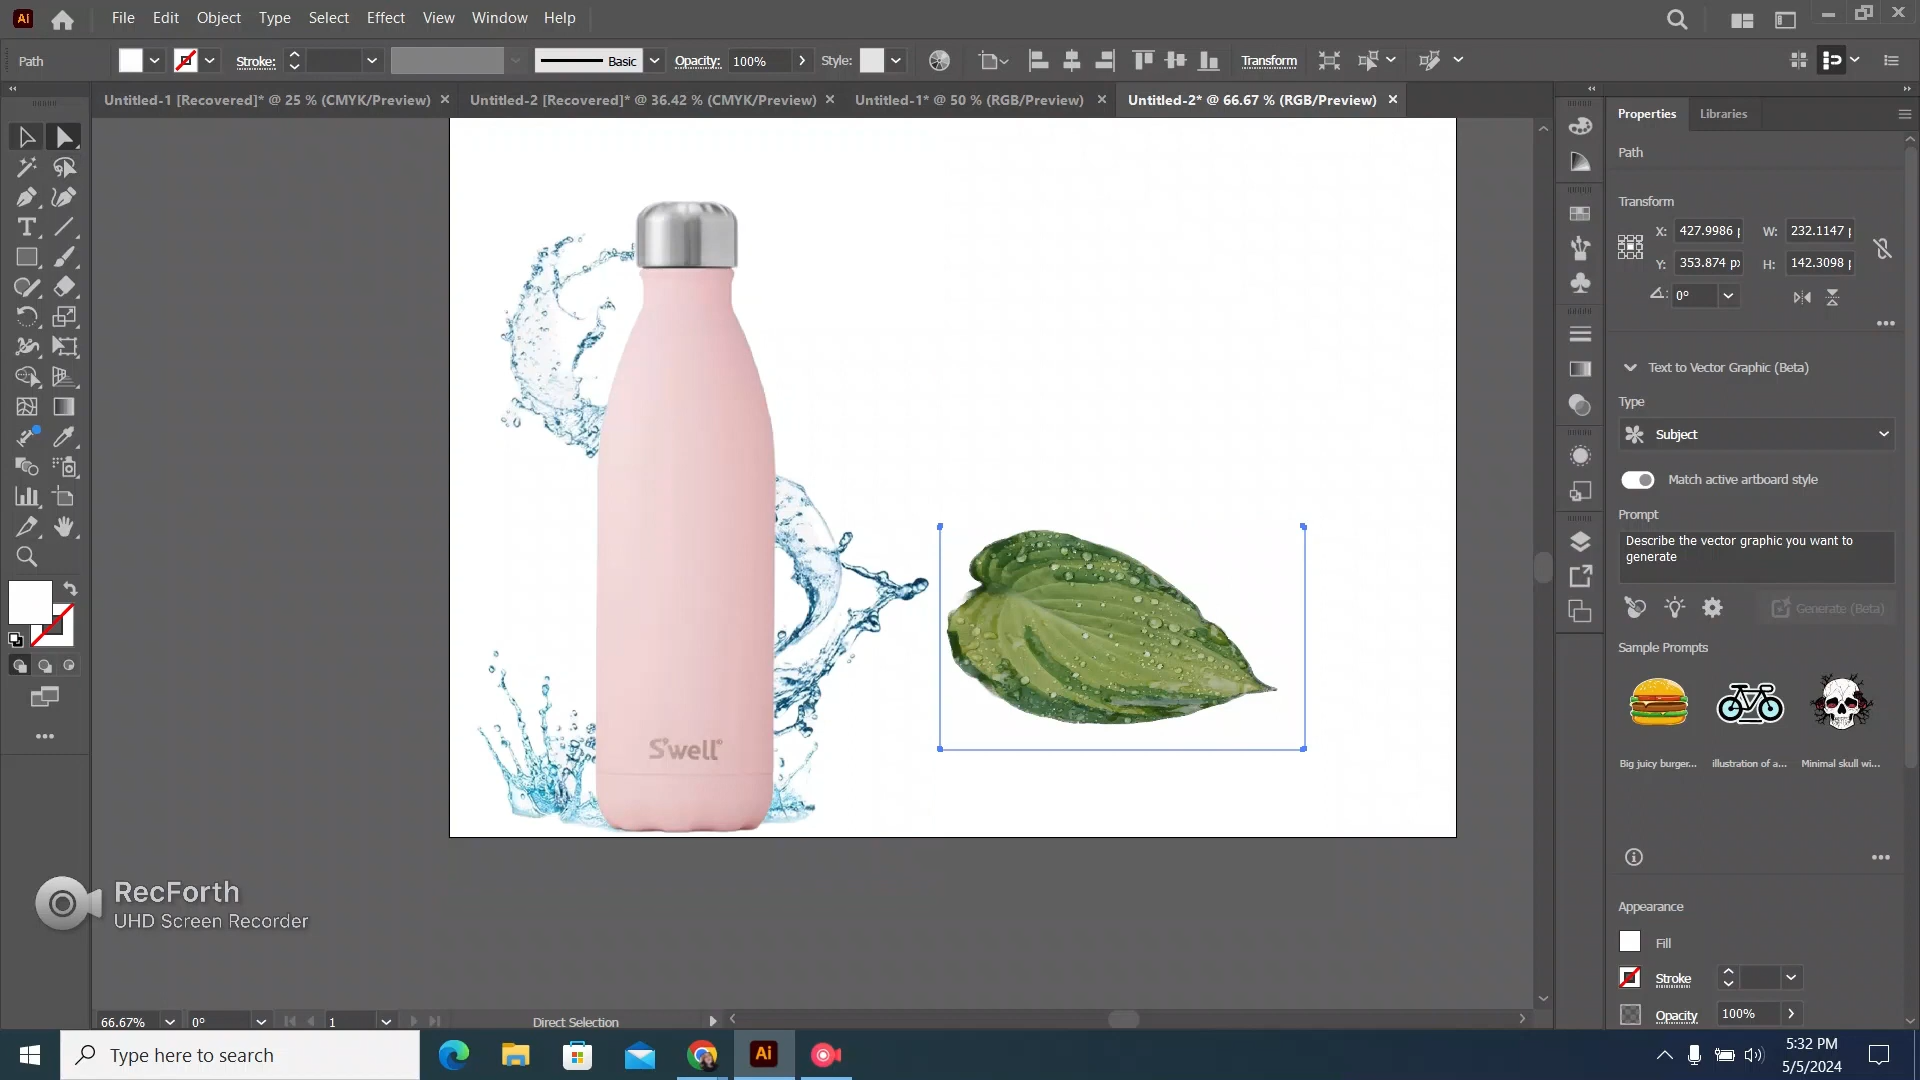 Ai
File Edit Object Type Select Effect View Window Help
Path
Stroke:
Basic
Opacity: 100%
Style:
Transform
Untitled-1 [Recovered]* @ 25 % (CMYK/Preview) ×
Untitled-2 [Recovered]* @ 36.42 % (CMYK/Preview) ×
Untitled-1* @ 50 % (RGB/Preview) ×
Untitled-2* @ 66.67 % (RGB/Preview) ×
Properties Libraries
Path
Transform
X: 427.9986 W: 232.1147
Y: 353.874 px H: 142.3098
0°
Text to Vector Graphic (Beta)
Type
Subject
Match active artboard style
Prompt
Describe the vector graphic you want to
generate
Generate (Beta)
Sample Prompts
Big juicy burger... illustration of a... Minimal skull wi...
Appearance
Fill
Stroke
Opacity 100%
S'well
RecForth
UHD Screen Recorder
66.67% 0° 1 Direct Selection
Type here to search
Ai
5:32 PM
5/5/2024